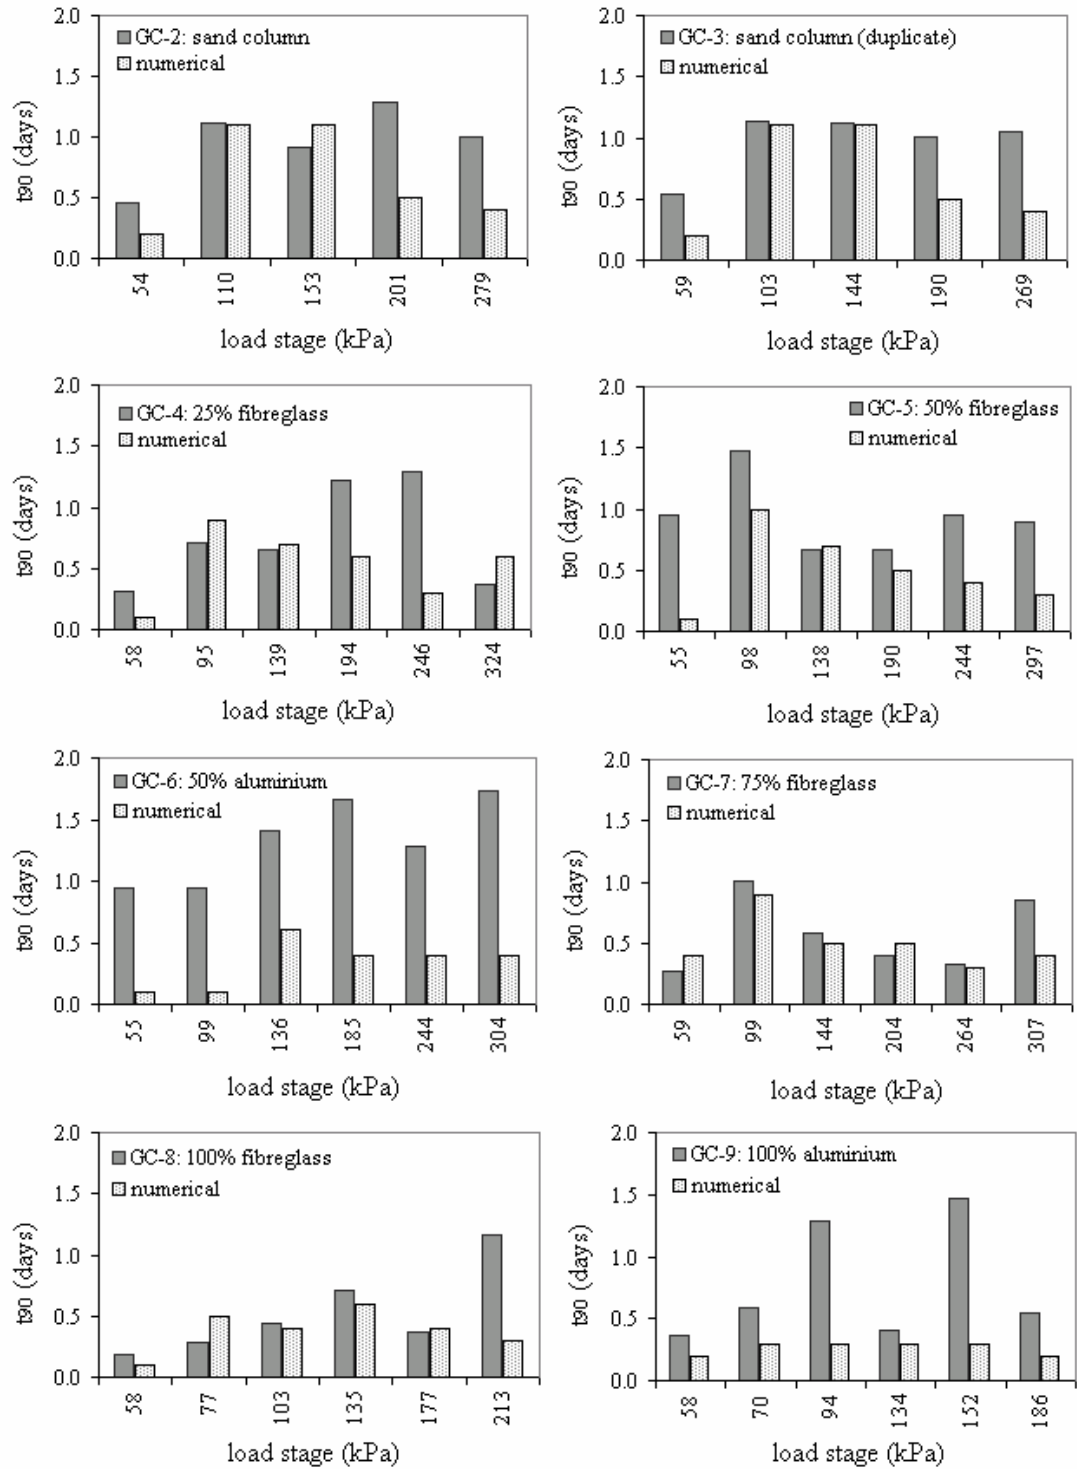 2.0
GC-2: sand column
numerical
1.5
1.0
0.5
0.0
t90 (days)
54 110 153 201 279
load stage (kPa)
2.0
GC-3: sand column (duplicate)
numerical
1.5
1.0
0.5
0.0
t90 (days)
59 103 144 190 269
load stage (kPa)
2.0
GC-4: 25% fibreglass
numerical
1.5
1.0
0.5
0.0
t90 (days)
58 95 139 194 246 324
load stage (kPa)
2.0
GC-5: 50% fibreglass
numerical
1.5
1.0
0.5
0.0
t90 (days)
55 98 138 190 244 297
load stage (kPa)
2.0
GC-6: 50% aluminium
numerical
1.5
1.0
0.5
0.0
t90 (days)
55 99 136 185 244 304
load stage (kPa)
2.0
GC-7: 75% fibreglass
numerical
1.5
1.0
0.5
0.0
t90 (days)
59 99 144 204 264 307
load stage (kPa)
2.0
GC-8: 100% fibreglass
numerical
1.5
1.0
0.5
0.0
t90 (days)
58 77 103 135 177 213
load stage (kPa)
2.0
GC-9: 100% aluminium
numerical
1.5
1.0
0.5
0.0
t90 (days)
58 70 94 134 152 186
load stage (kPa)